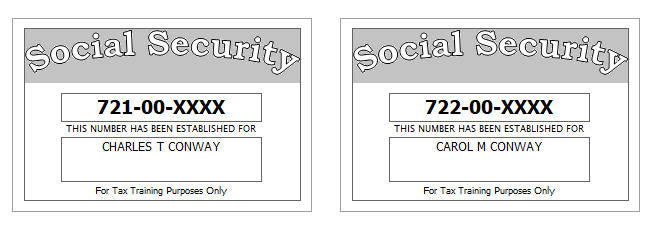 Social Security
721-00-XXXX
THIS NUMBER HAS BEEN ESTABLISHED FOR
CHARLES T CONWAY
For Tax Training Purposes Only
Social Security
722-00-XXXX
THIS NUMBER HAS BEEN ESTABLISHED FOR
CAROL M CONWAY
For Tax Training Purposes Only